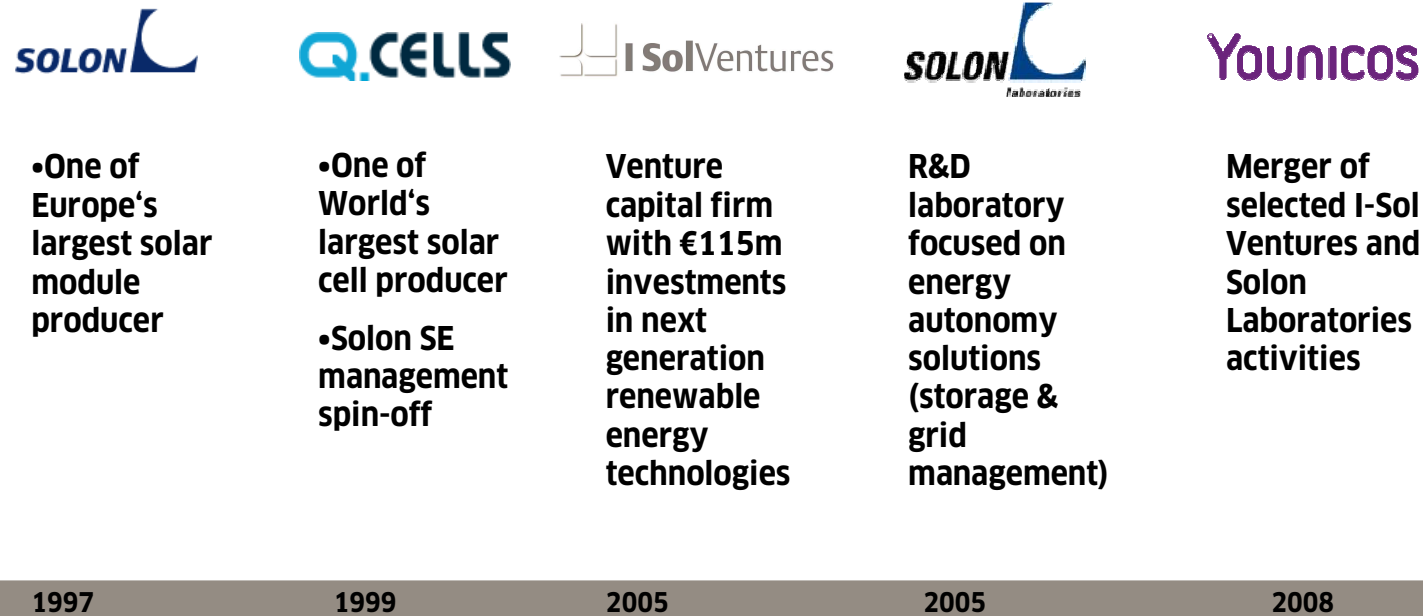 SOLON
Q.CELLS
I SolVentures
SOLON
laboratories
Younicos
•One of
Europe‘s
largest solar
module
producer
•One of
World‘s
largest solar
cell producer
•Solon SE
management
spin-off
Venture
capital firm
with €115m
investments
in next
generation
renewable
energy
technologies
R&D
laboratory
focused on
energy
autonomy
solutions
(storage &
grid
management)
Merger of
selected I-Sol
Ventures and
Solon
Laboratories
activities
1997
1999
2005
2005
2008